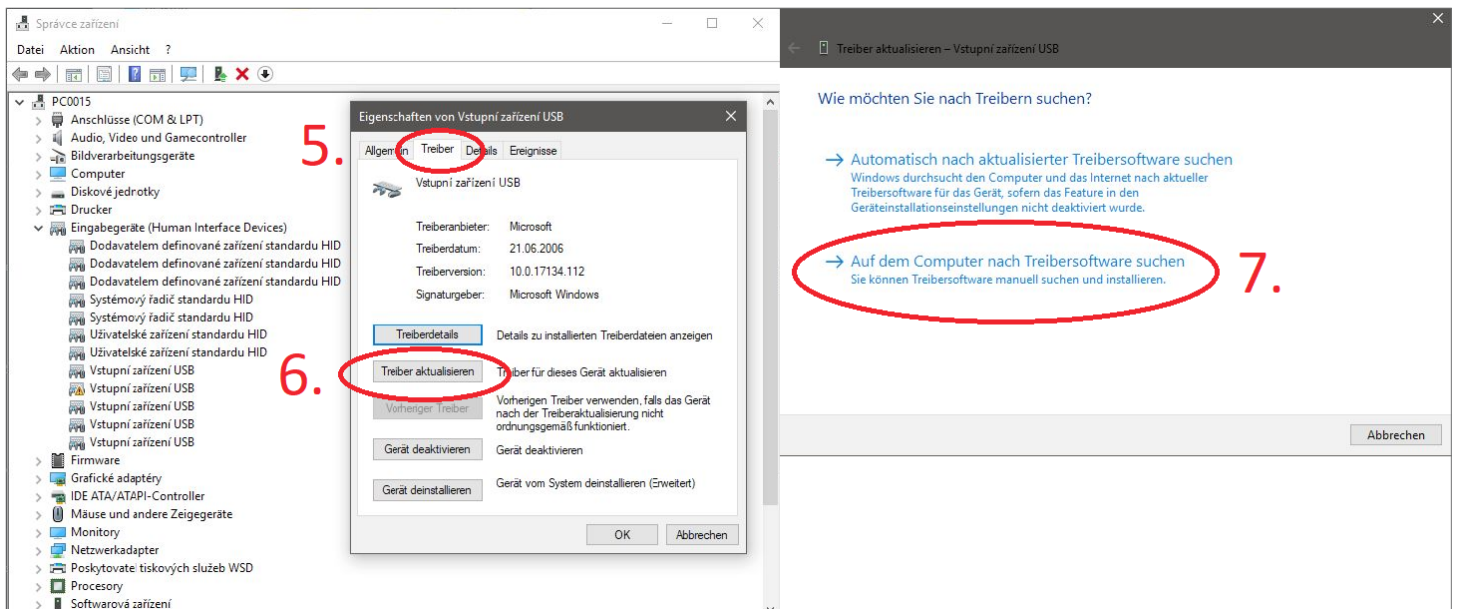 Správce zařízení
Datei Aktion Ansicht ?
PC0015
Anschlüsse (COM & LPT)
Audio, Video und Gamecontroller
Bildverarbeitungsgeräte
Computer
Diskové jednotky
Drucker
Eingabegeräte (Human Interface Devices)
Dodavatelem definované zařízení standardu HID
Dodavatelem definované zařízení standardu HID
Dodavatelem definované zařízení standardu HID
Systémový řadič standardu HID
Systémový řadič standardu HID
Uživatelské zařízení standardu HID
Uživatelské zařízení standardu HID
Vstupní zařízení USB
Vstupní zařízení USB
Vstupní zařízení USB
Vstupní zařízení USB
Vstupní zařízení USB
Firmware
Grafické adaptéry
IDE ATA/ATAPI-Controller
Mäuse und andere Zeigegeräte
Monitory
Netzwerkadapter
Poskytovatel tiskových služeb WSD
Procesory
Softwarová zařízení
5.
Eigenschaften von Vstupní zařízení USB
Allgemein Treiber Details Ereignisse
Vstupní zařízení USB
Treiberanbieter: Microsoft
Treiberdatum: 21.06.2006
Treiberversion: 10.0.17134.112
Signaturgeber: Microsoft Windows
Treiberdetails Details zu installierten Treiberdateien anzeigen
6.
Treiber aktualisieren Treiber für dieses Gerät aktualisieren
Vorheriger Treiber Vorherigen Treiber verwenden, falls das Gerät
nach der Treiberaktualisierung nicht
ordnungsgemäß funktioniert.
Gerät deaktivieren Gerät deaktivieren
Gerät deinstallieren Gerät vom System deinstallieren (Erweitert)
OK Abbrechen
Treiber aktualisieren – Vstupní zařízení USB
Wie möchten Sie nach Treibern suchen?
Automatisch nach aktualisierter Treibersoftware suchen
Windows durchsucht den Computer und das Internet nach aktueller
Treibersoftware für das Gerät, sofern das Feature in den
Geräteinstallationseinstellungen nicht deaktiviert wurde.
Auf dem Computer nach Treibersoftware suchen
Sie können Treibersoftware manuell suchen und installieren.
7.
Abbrechen